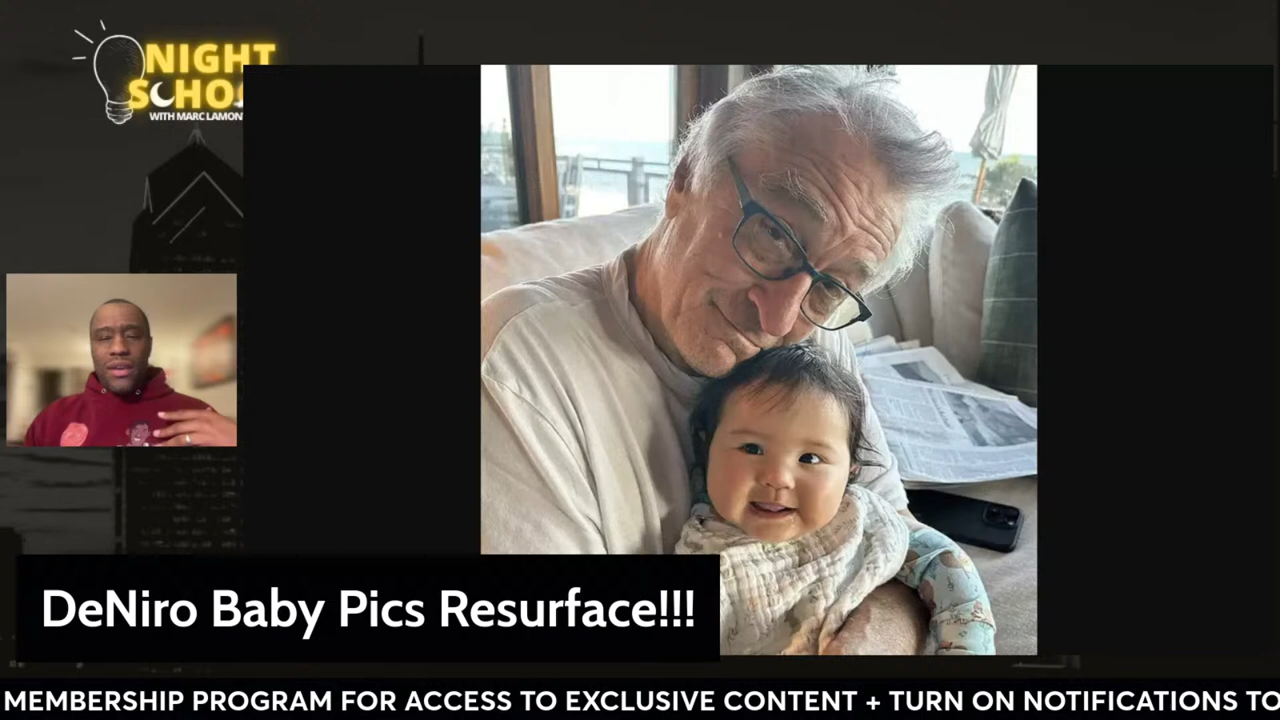 NIGHT
SCHOO
WITH MARC LAMON
DeNiro Baby Pics Resurface!!!
MEMBERSHIP PROGRAM FOR ACCESS TO EXCLUSIVE CONTENT + TURN ON NOTIFICATIONS TO